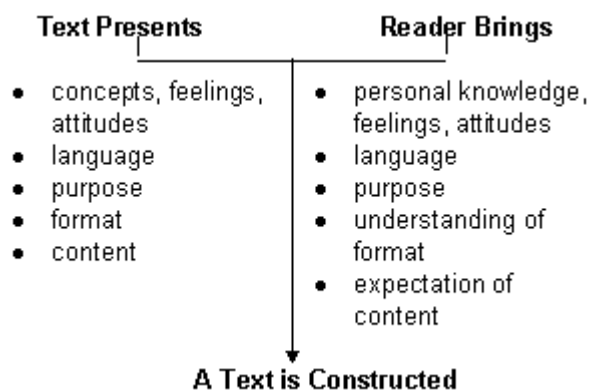 Text Presents
Reader Brings
• concepts, feelings,
attitudes
• language
• purpose
• format
• content
• personal knowledge,
feelings, attitudes
• language
• purpose
• understanding of
format
• expectation of
content
A Text is Constructed